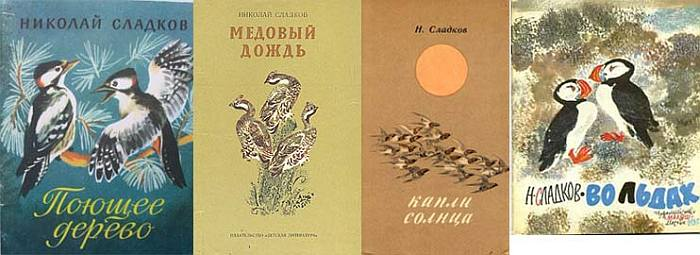 НИКОЛАЙ СЛАДКОВ
Поющее
дерево
НИКОЛАЙ СЛАДКОВ
МЕДОВЫЙ
ДОЖДЬ
ИЗДАТЕЛЬСТВО «ДЕТСКАЯ ЛИТЕРАТУРА»
Н. Сладков
капли
солнца
Н·СЛАДКОВ·ВО ЛЬДАХ